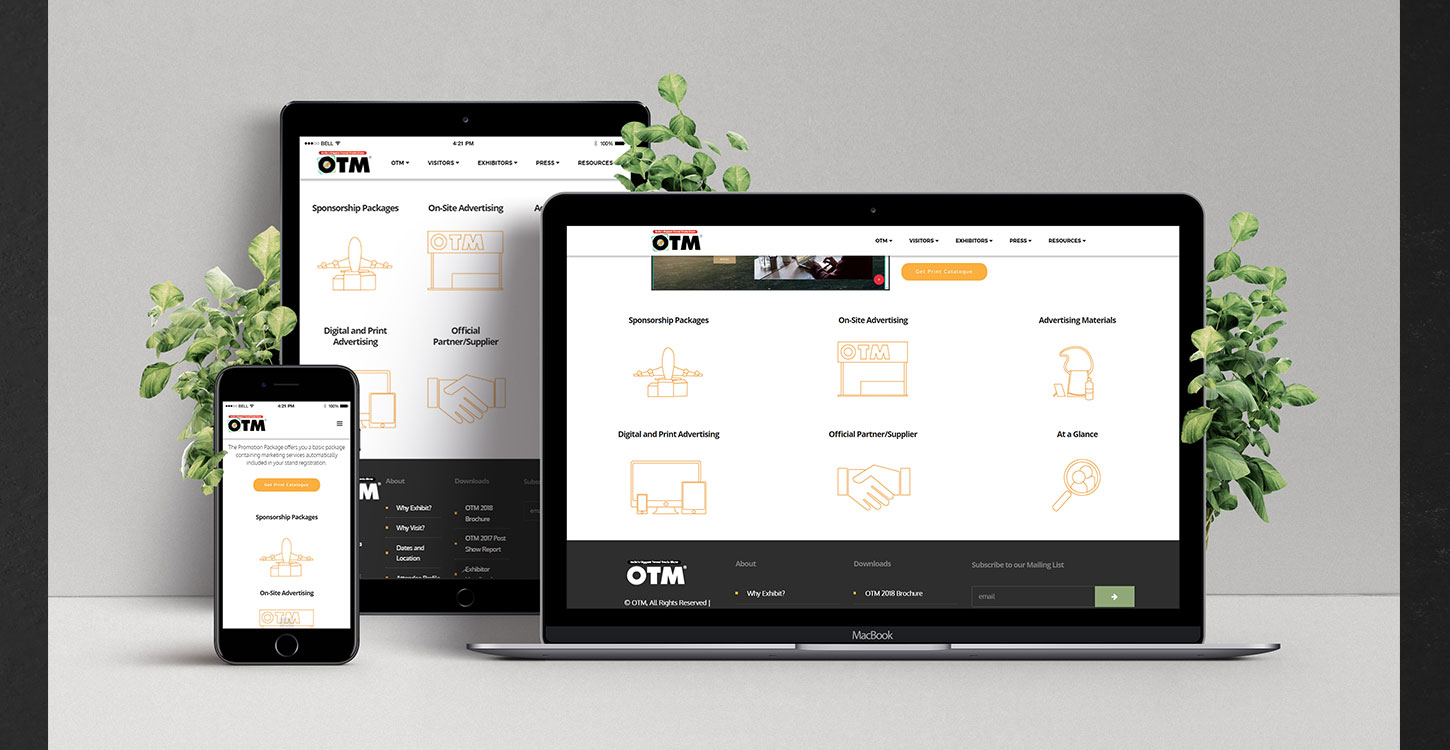 BELL
4:21 PM
100%
OTM
OTM
VISITORS
EXHIBITORS
PRESS
RESOURCES
Sponsorship Packages
On-Site Advertising
OTM
Digital and Print
Advertising
Official
Partner/Supplier
About
Downloads
Why Exhibit?
Why Visit?
Dates and
Location
OTM 2018
Brochure
OTM 2017 Post
Show Report
Exhibitor
BELL
4:21 PM
100%
OTM
The Promotion Package offers you a basic package
containing marketing services automatically
included in your stand registration.
Get Print Catalogue
Sponsorship Packages
On-Site Advertising
OTM
OTM
OTM
VISITORS
EXHIBITORS
PRESS
RESOURCES
Get Print Catalogue
Sponsorship Packages
On-Site Advertising
Advertising Materials
OTM
Digital and Print Advertising
Official Partner/Supplier
At a Glance
India's Biggest Travel Trade Show
OTM
© OTM, All Rights Reserved |
About
Why Exhibit?
Downloads
OTM 2018 Brochure
Subscribe to our Mailing List
email
MacBook